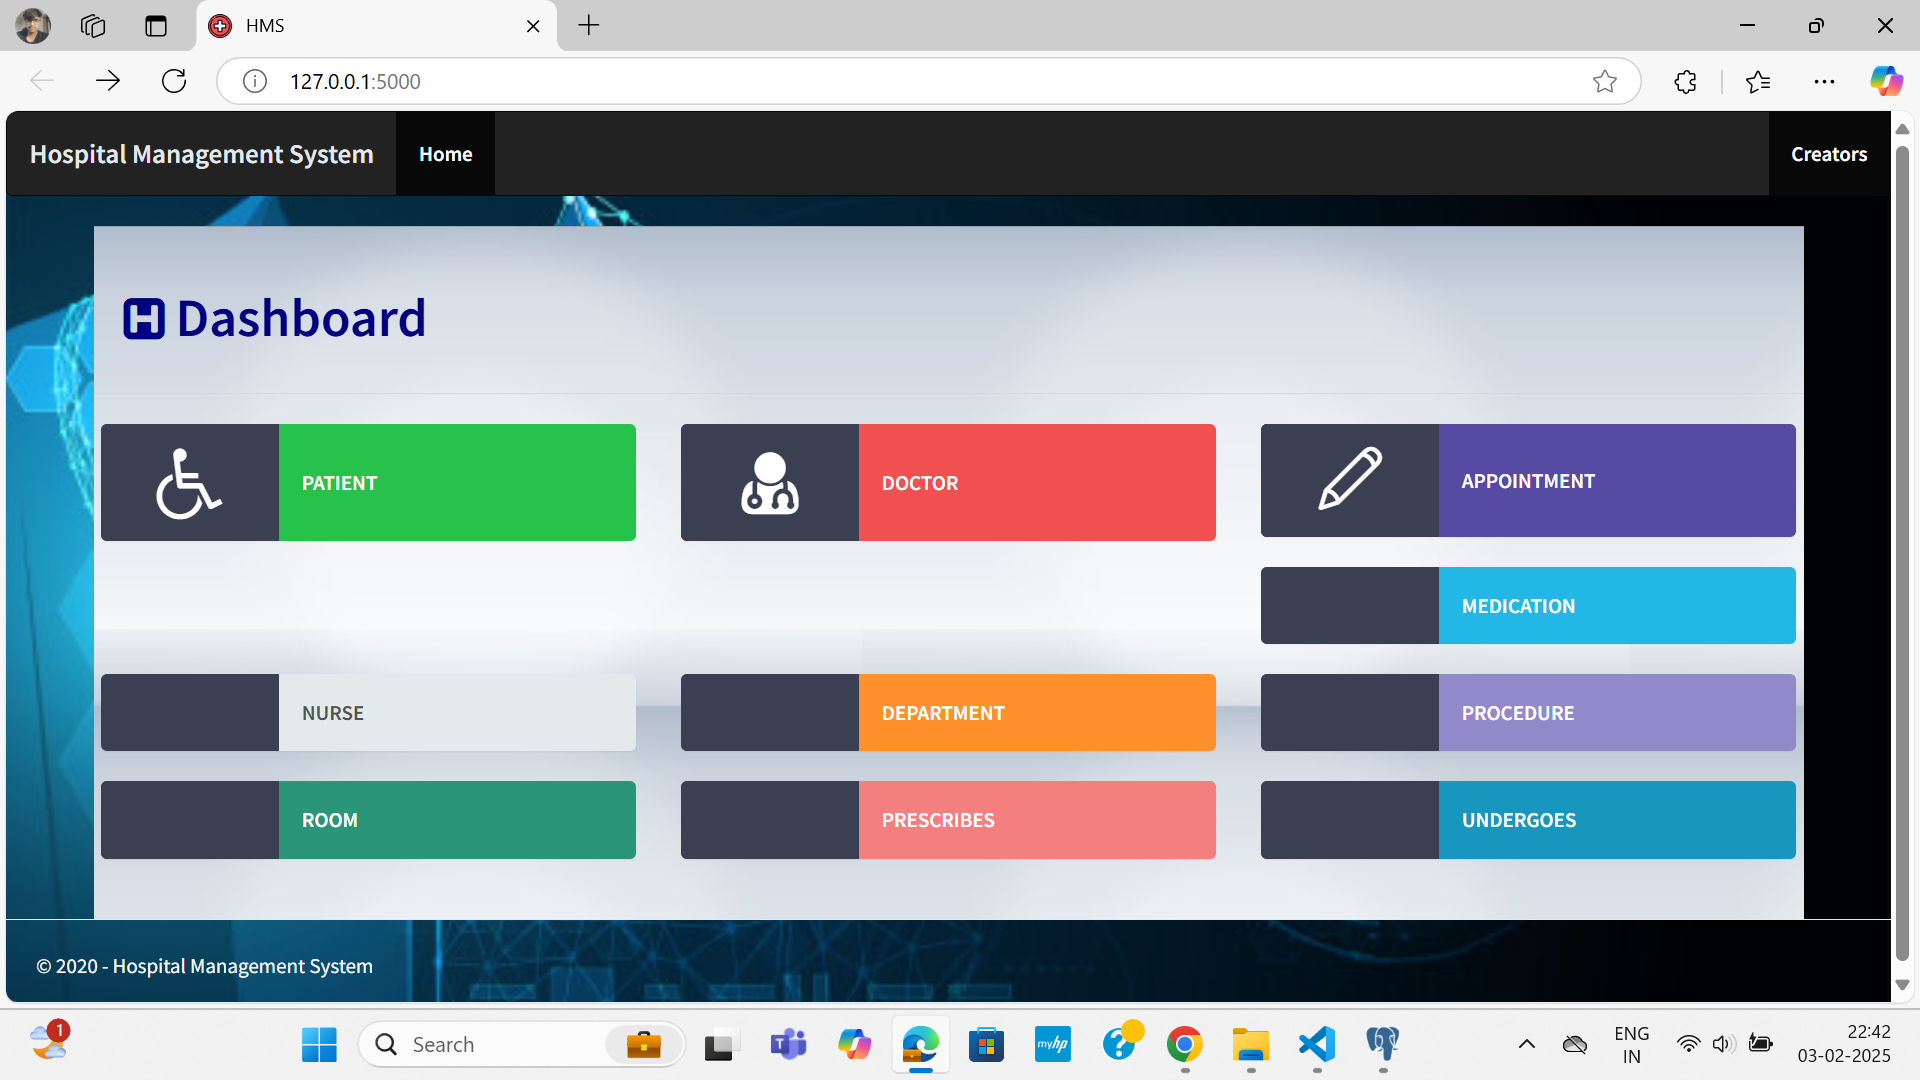 HMS
127.0.0.1:5000
Hospital Management System
Home
Creators
H Dashboard
PATIENT
DOCTOR
APPOINTMENT
MEDICATION
NURSE
DEPARTMENT
PROCEDURE
ROOM
PRESCRIBES
UNDERGOES
© 2020 - Hospital Management System
1
Search
T
myhp
?
ENG
IN
22:42
03-02-2025